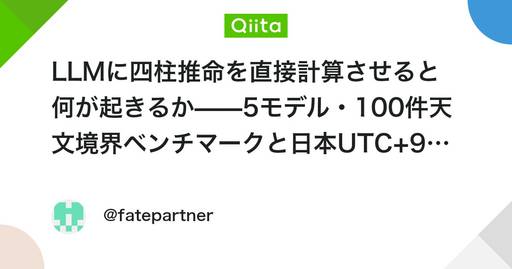 Qiita
LLMに四柱推命を直接計算させると
何が起きるか——5モデル・100件天
文境界ベンチマークと日本UTC+9…
@fatepartner